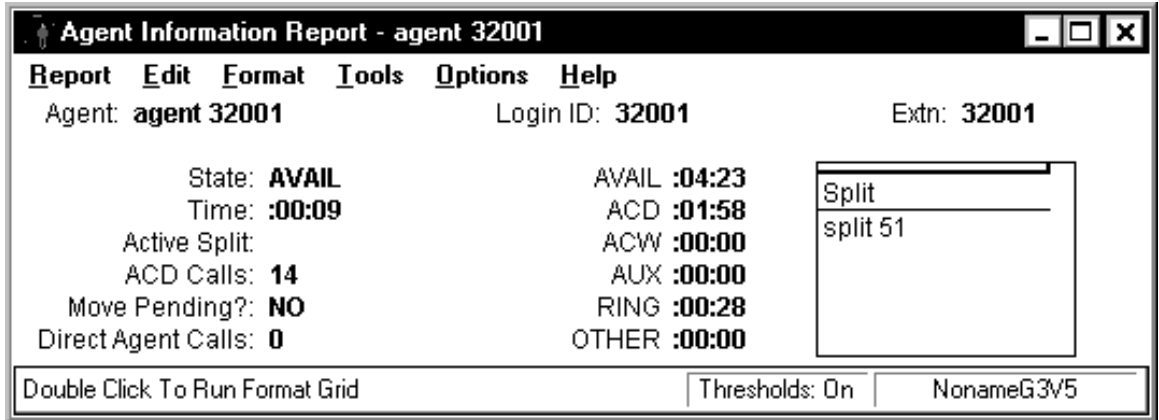 Agent Information Report - agent 32001
Report Edit Format Tools Options Help
Agent: agent 32001 Login ID: 32001 Extn: 32001
State: AVAIL AVAIL :04:23
Time: :00:09 ACD :01:58
Active Split: ACW :00:00
ACD Calls: 14 AUX :00:00
Move Pending?: NO RING :00:28
Direct Agent Calls: 0 OTHER :00:00
Split
split 51
Double Click To Run Format Grid Thresholds: On NonameG3V5